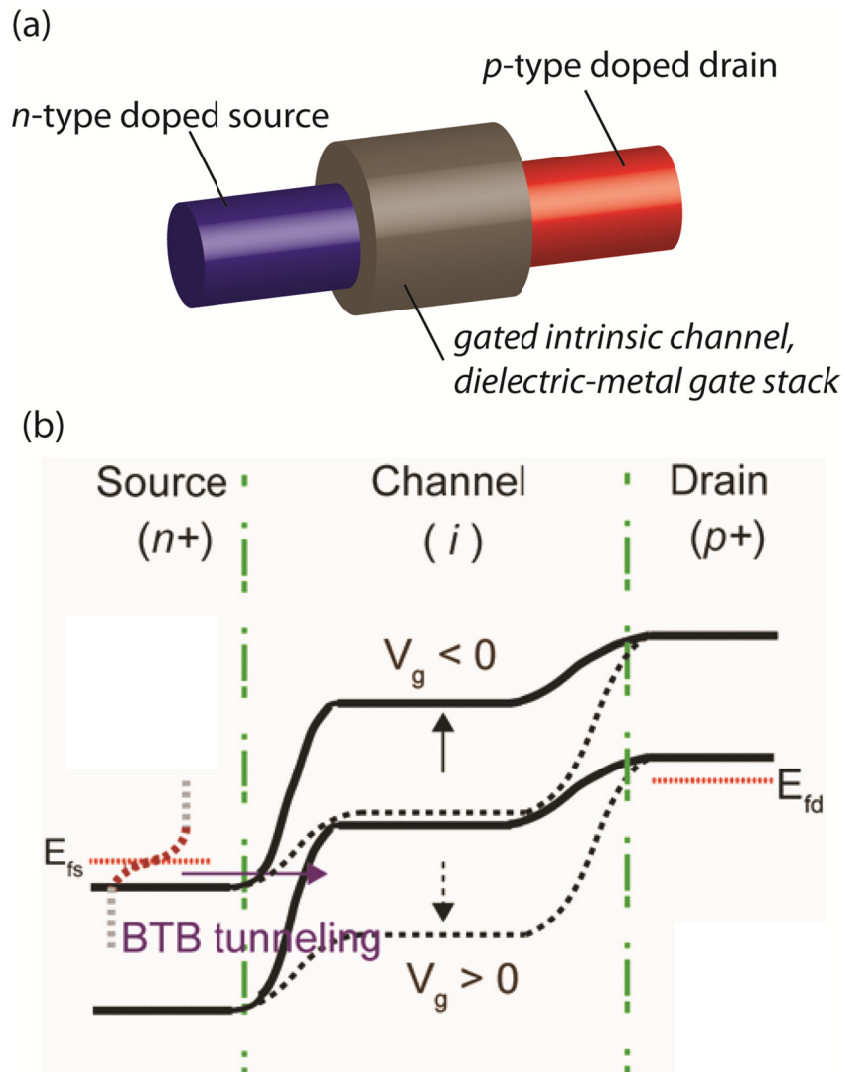 (a)
p-type doped drain
n-type doped source
gated intrinsic channel,
dielectric-metal gate stack
(b)
Source Channel Drain
(n+) (i) (p+)
V_g < 0
E_fd
E_fs
BTB tunneling
V_g > 0